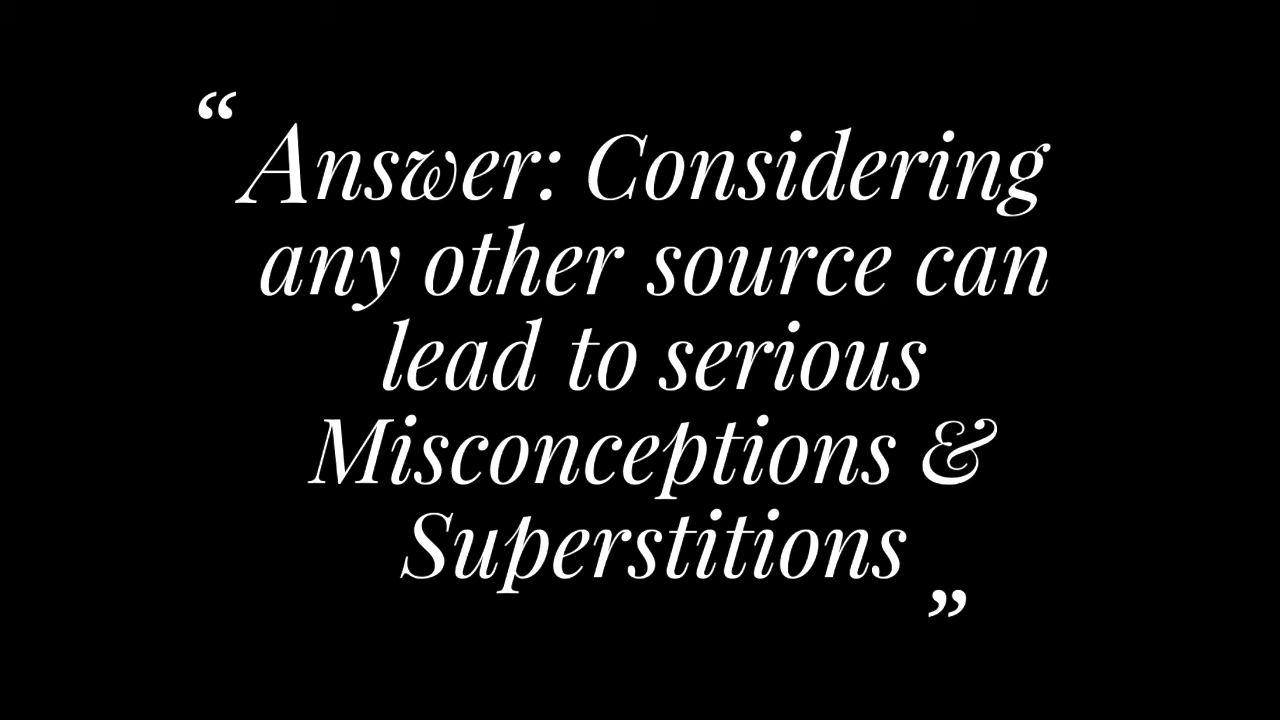 “Answer: Considering
any other source can
lead to serious
Misconceptions &
Superstitions”